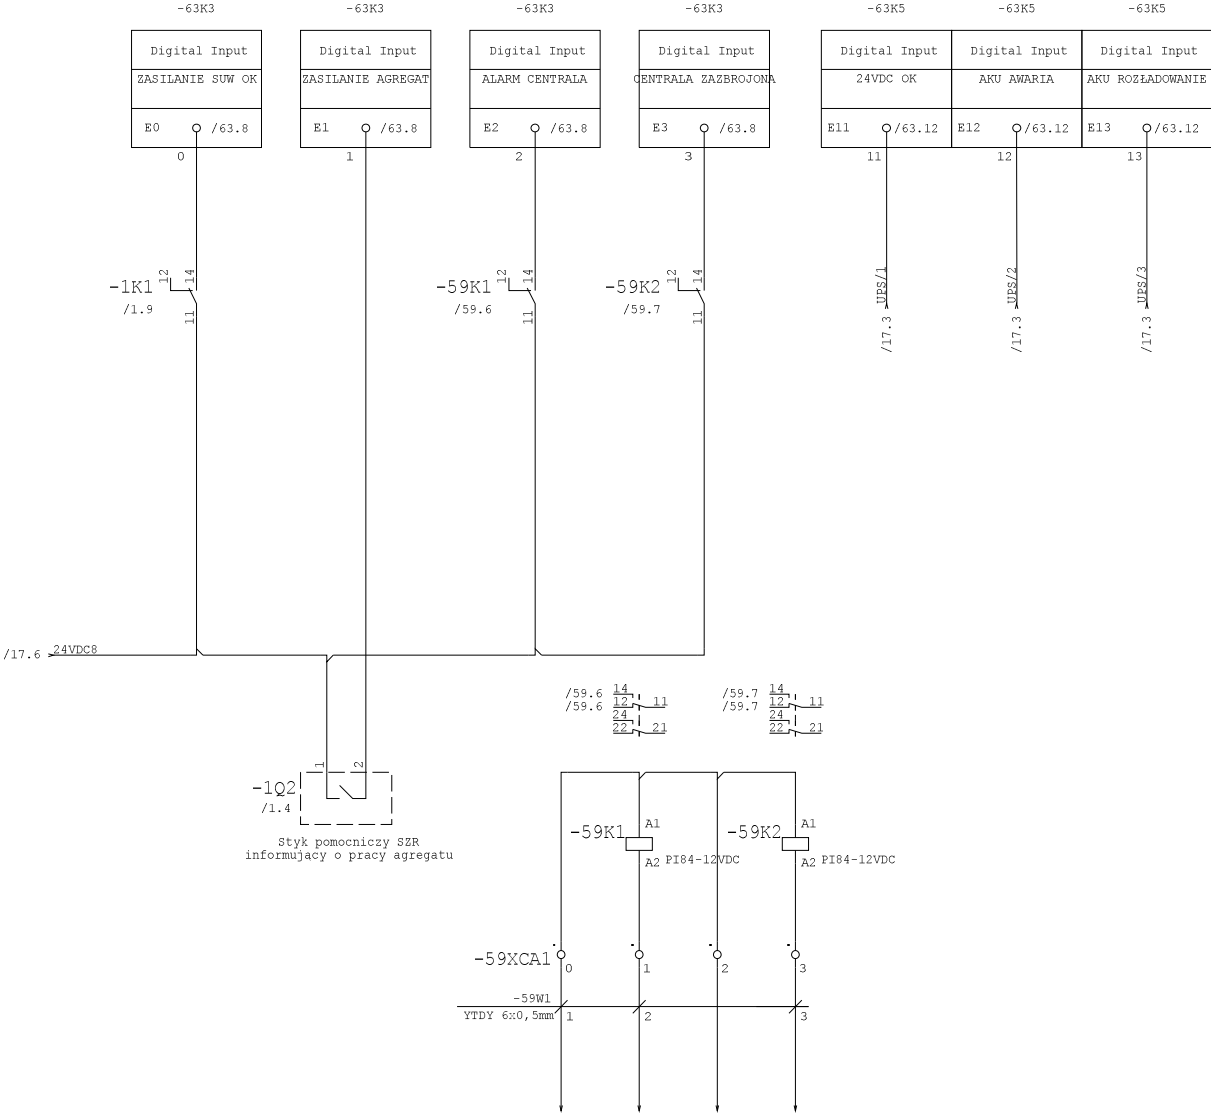 -63K3 -63K3 -63K3 -63K3 -63K5 -63K5 -63K5
Digital Input Digital Input Digital Input Digital Input Digital Input Digital Input Digital Input
ZASILANIE SUW OK ZASILANIE AGREGAT ALARM CENTRALA CENTRALA ZAZBROJONA 24VDC OK AKU AWARIA AKU ROZŁADOWANIE
E0 /63.8 E1 /63.8 E2 /63.8 E3 /63.8 E11 /63.12 E12 /63.12 E13 /63.12
0 1 2 3 11 12 13
12 14 12 14 12 14
-1K1 -59K1 -59K2 UPS/1 UPS/2 UPS/3
/1.9 /59.6 /59.7
11 11 11 /17.3 /17.3 /17.3
/17.6 24VDC8
/59.6 14 /59.7 14
/59.6 12 11 /59.7 12 11
24 24
22 21 22 21
1 2
-1Q2
/1.4
Styk pomocniczy SZR
informujący o pracy agregatu
A1 A1
-59K1 -59K2
A2 PI84-12VDC A2 PI84-12VDC
-59XCA1 0 1 2 3
-59W1
YTDY 6x0,5mm 1 2 3